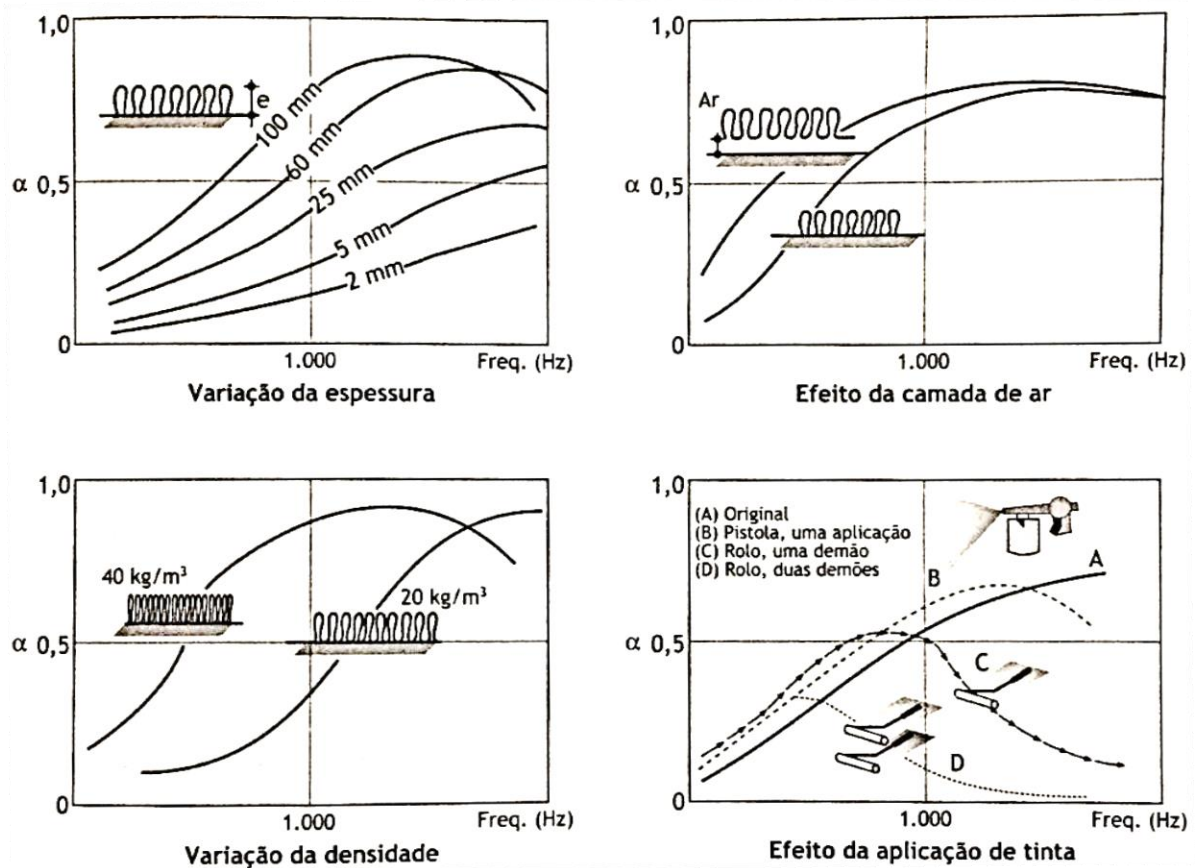 1,0
e
100 mm
60 mm
25 mm
5 mm
2 mm
α 0,5
0
1.000
Freq. (Hz)
Variação da espessura
1,0
Ar
α 0,5
0
1.000
Freq. (Hz)
Efeito da camada de ar
1,0
40 kg/m³
20 kg/m³
α 0,5
0
1.000
Freq. (Hz)
Variação da densidade
1,0
(A) Original
(B) Pistola, uma aplicação
(C) Rolo, uma demão
(D) Rolo, duas demões
B
A
α 0,5
C
D
0
1.000
Freq. (Hz)
Efeito da aplicação de tinta